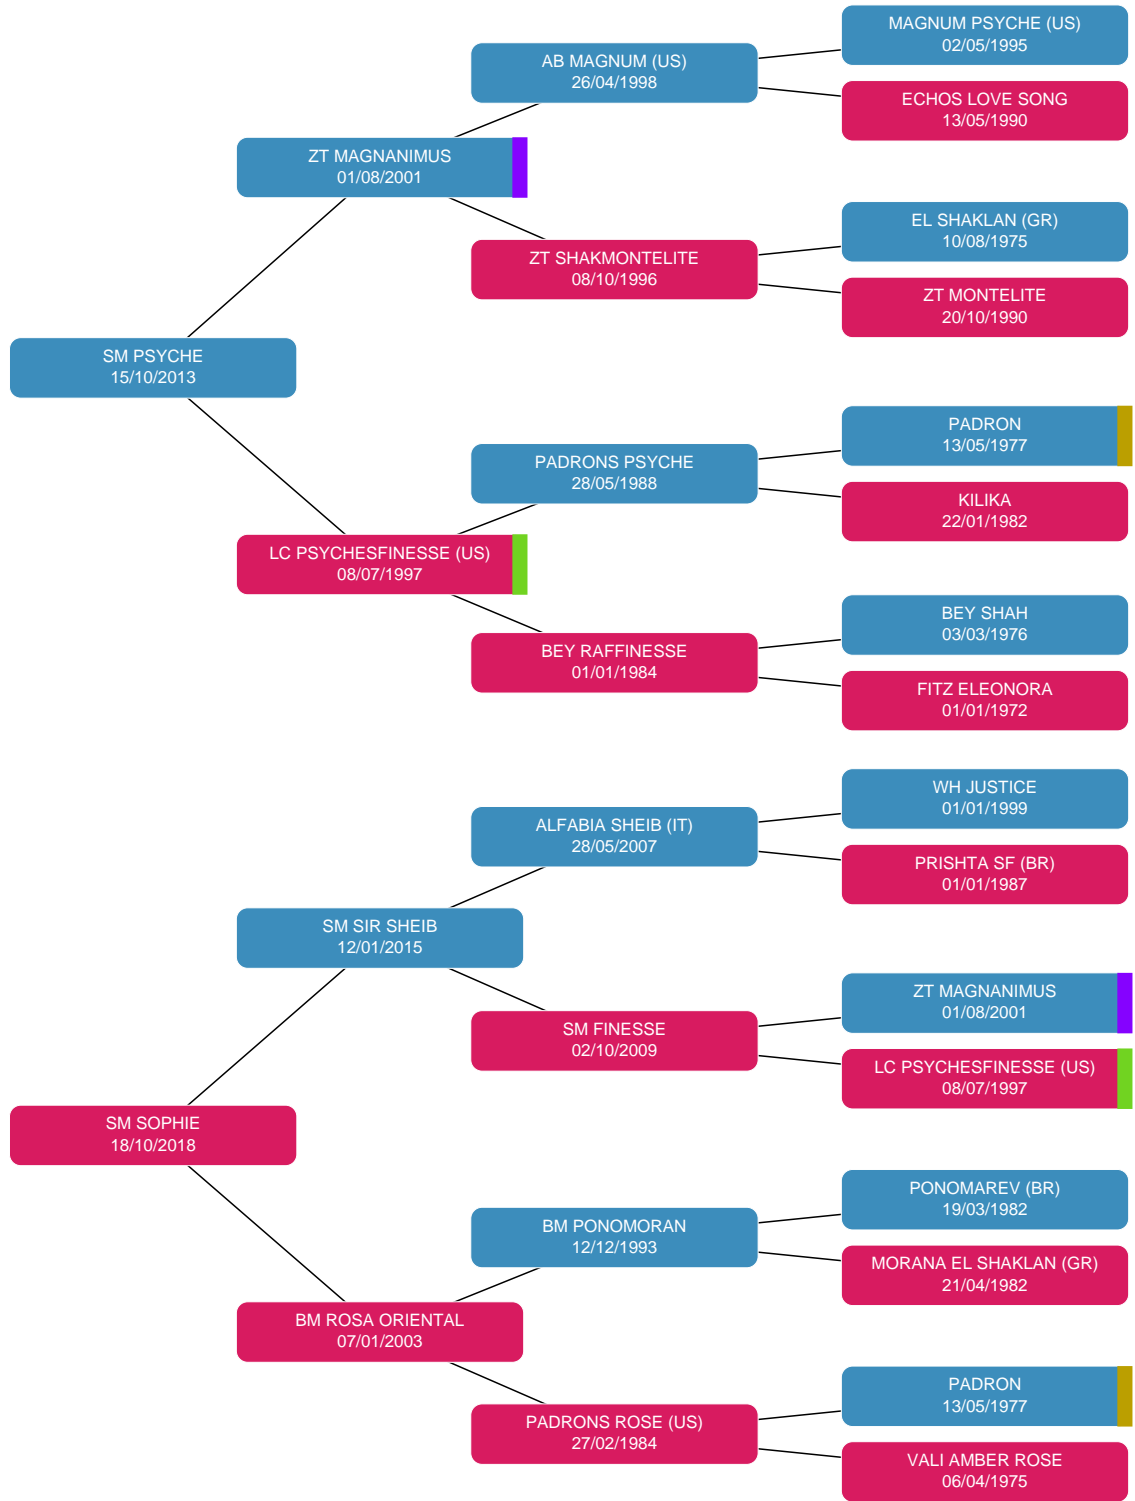 MAGNUM PSYCHE (US)
02/05/1995
AB MAGNUM (US)
26/04/1998
ECHOS LOVE SONG
13/05/1990
ZT MAGNANIMUS
01/08/2001
EL SHAKLAN (GR)
10/08/1975
ZT SHAKMONTELITE
08/10/1996
ZT MONTELITE
20/10/1990
SM PSYCHE
15/10/2013
PADRON
13/05/1977
PADRONS PSYCHE
28/05/1988
KILIKA
22/01/1982
LC PSYCHESFINESSE (US)
08/07/1997
BEY SHAH
03/03/1976
BEY RAFFINESSE
01/01/1984
FITZ ELEONORA
01/01/1972
WH JUSTICE
01/01/1999
ALFABIA SHEIB (IT)
28/05/2007
PRISHTA SF (BR)
01/01/1987
SM SIR SHEIB
12/01/2015
ZT MAGNANIMUS
01/08/2001
SM FINESSE
02/10/2009
LC PSYCHESFINESSE (US)
08/07/1997
SM SOPHIE
18/10/2018
PONOMAREV (BR)
19/03/1982
BM PONOMORAN
12/12/1993
MORANA EL SHAKLAN (GR)
21/04/1982
BM ROSA ORIENTAL
07/01/2003
PADRON
13/05/1977
PADRONS ROSE (US)
27/02/1984
VALI AMBER ROSE
06/04/1975